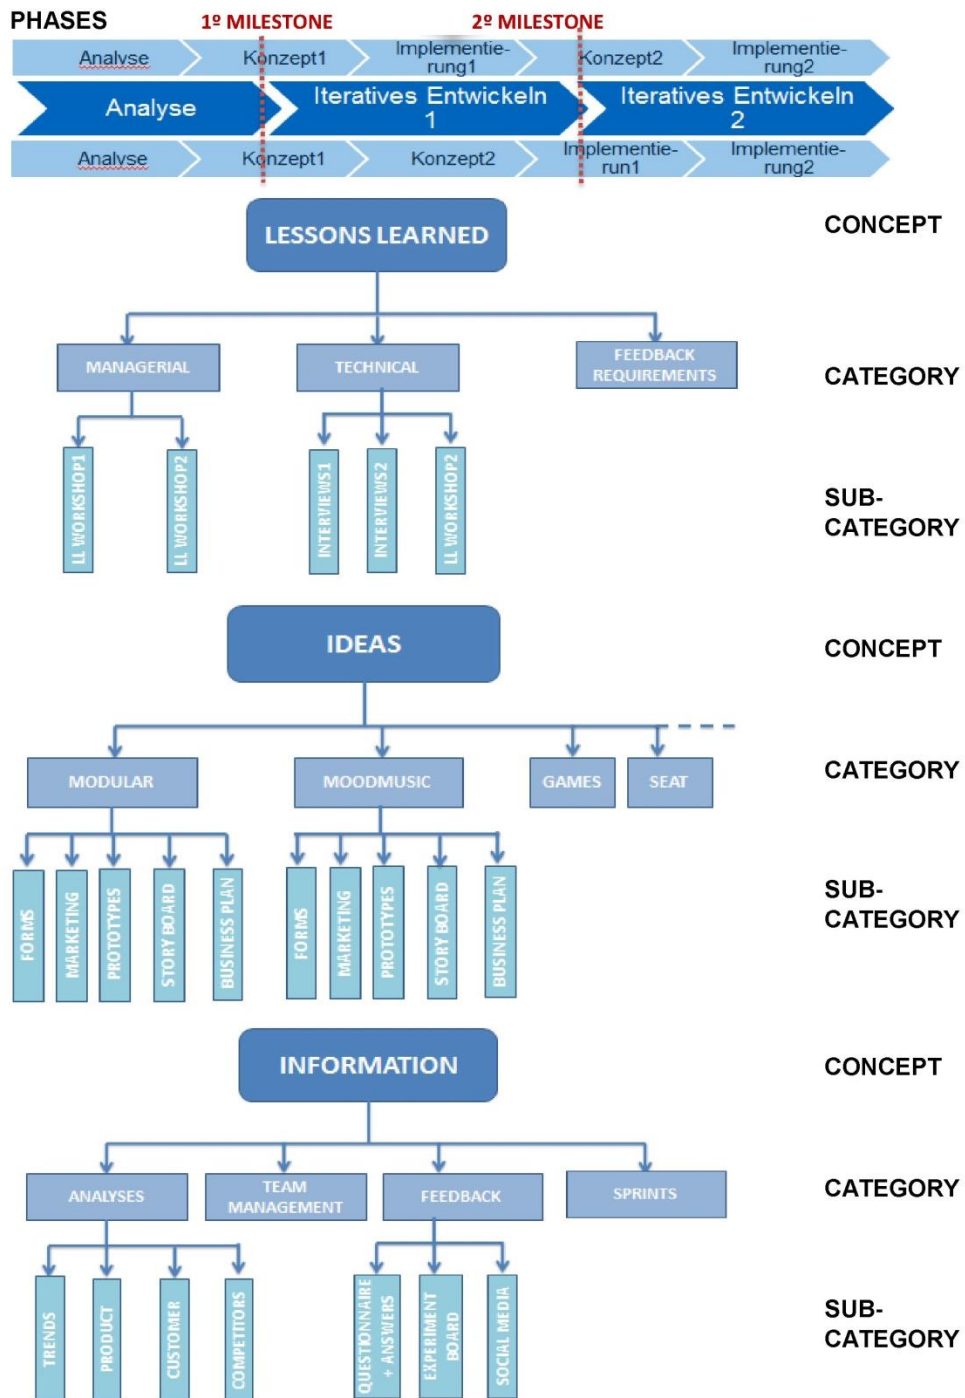 PHASES
1º MILESTONE
2º MILESTONE
Analyse
Konzept1
Implementie-
rung1
Konzept2
Implementie-
rung2
Analyse
Iteratives Entwickeln
1
Iteratives Entwickeln
2
Analyse
Konzept1
Konzept2
Implementie-
run1
Implementie-
rung2
LESSONS LEARNED
CONCEPT
MANAGERIAL
TECHNICAL
FEEDBACK
REQUIREMENTS
CATEGORY
LL WORKSHOP1
LL WORKSHOP2
INTERVIEWS1
INTERVIEWS2
LL WORKSHOP2
SUB-
CATEGORY
IDEAS
CONCEPT
MODULAR
MOODMUSIC
GAMES
SEAT
CATEGORY
FORMS
MARKETING
PROTOTYPES
STORY BOARD
BUSINESS PLAN
FORMS
MARKETING
PROTOTYPES
STORY BOARD
BUSINESS PLAN
SUB-
CATEGORY
INFORMATION
CONCEPT
ANALYSES
TEAM
MANAGEMENT
FEEDBACK
SPRINTS
CATEGORY
TRENDS
PRODUCT
CUSTOMER
COMPETITORS
QUESTIONNAIRE
+ ANSWERS
EXPERIMENT
BOARD
SOCIAL MEDIA
SUB-
CATEGORY